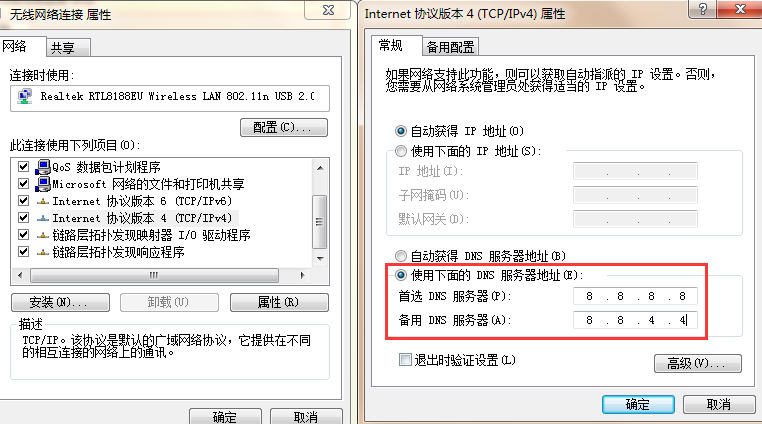 无线网络连接 属性
网络
共享
连接时使用:
Realtek RTL8188EU Wireless LAN 802.11n USB 2.0
配置(C)...
此连接使用下列项目(O):
QoS 数据包计划程序
Microsoft 网络的文件和打印机共享
Internet 协议版本 6 (TCP/IPv6)
Internet 协议版本 4 (TCP/IPv4)
链路层拓扑发现映射器 I/O 驱动程序
链路层拓扑发现响应程序
安装(N)...
卸载(U)
属性(R)
描述
TCP/IP。该协议是默认的广域网络协议，它提供在不同
的相互连接的网络上的通讯。
确定
取消
Internet 协议版本 4 (TCP/IPv4) 属性
常规
备用配置
如果网络支持此功能，则可以获取自动指派的 IP 设置。否则，
您需要从网络系统管理员处获得适当的 IP 设置。
自动获得 IP 地址(O)
使用下面的 IP 地址(S):
IP 地址(I):
子网掩码(U):
默认网关(D):
自动获得 DNS 服务器地址(B)
使用下面的 DNS 服务器地址(E):
首选 DNS 服务器(P):
8 . 8 . 8 . 8
备用 DNS 服务器(A):
8 . 8 . 4 . 4
退出时验证设置(L)
高级(V)...
确定
取消